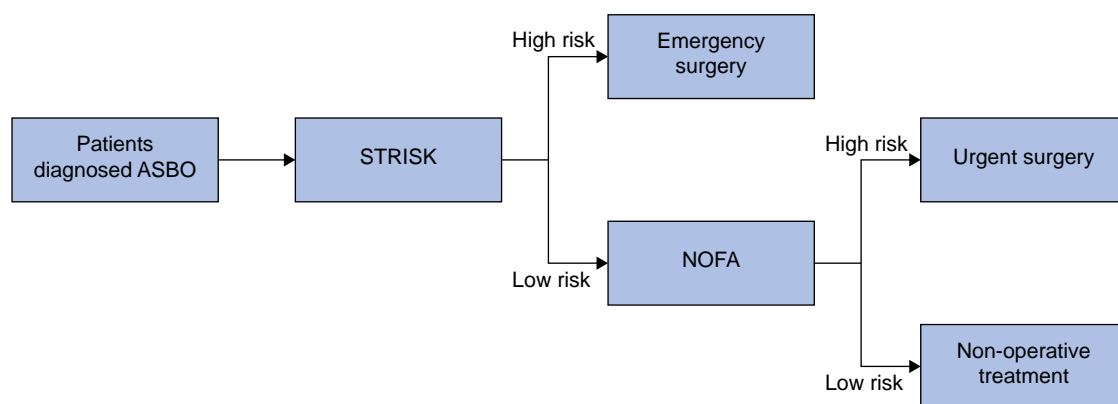 High risk
Emergency
surgery
Patients
diagnosed ASBO
STRISK
High risk
Urgent surgery
Low risk
NOFA
Non-operative
treatment
Low risk